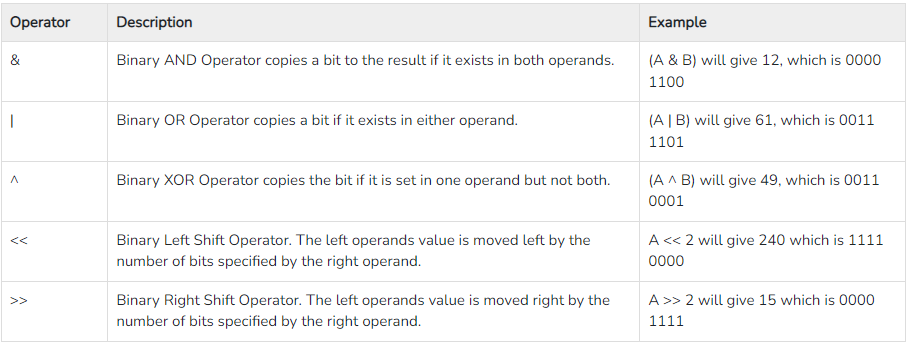 Operator Description Example
& Binary AND Operator copies a bit to the result if it exists in both operands. (A & B) will give 12, which is 0000
1100
| Binary OR Operator copies a bit if it exists in either operand. (A | B) will give 61, which is 0011
1101
^ Binary XOR Operator copies the bit if it is set in one operand but not both. (A ^ B) will give 49, which is 0011
0001
<< Binary Left Shift Operator. The left operands value is moved left by the A << 2 will give 240 which is 1111
number of bits specified by the right operand. 0000
>> Binary Right Shift Operator. The left operands value is moved right by the A >> 2 will give 15 which is 0000
number of bits specified by the right operand. 1111